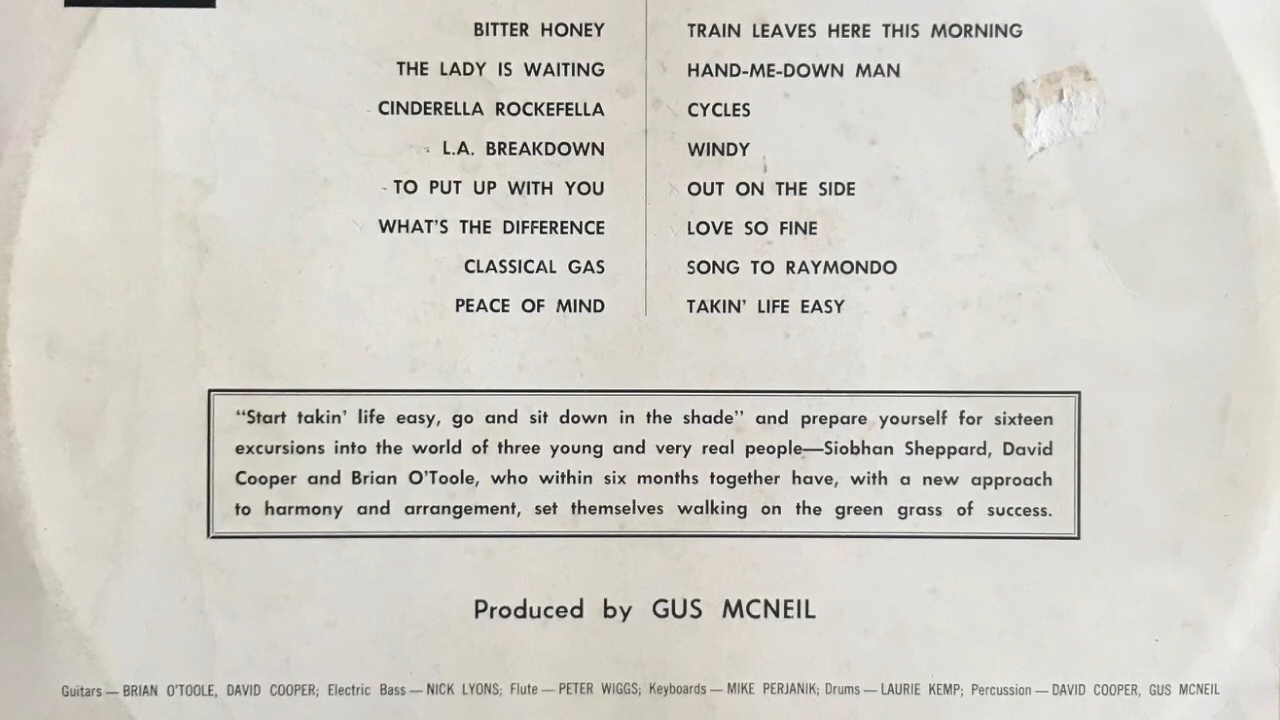 BITTER HONEY
THE LADY IS WAITING
CINDERELLA ROCKEFELLA
L.A. BREAKDOWN
TO PUT UP WITH YOU
WHAT'S THE DIFFERENCE
CLASSICAL GAS
PEACE OF MIND
TRAIN LEAVES HERE THIS MORNING
HAND-ME-DOWN MAN
CYCLES
WINDY
OUT ON THE SIDE
LOVE SO FINE
SONG TO RAYMONDO
TAKIN' LIFE EASY
“Start takin' life easy, go and sit down in the shade” and prepare yourself for sixteen
excursions into the world of three young and very real people—Siobhan Sheppard, David
Cooper and Brian O'Toole, who within six months together have, with a new approach
to harmony and arrangement, set themselves walking on the green grass of success.
Produced by GUS MCNEIL
Guitars — BRIAN O'TOOLE, DAVID COOPER; Electric Bass — NICK LYONS; Flute — PETER WIGGS; Keyboards — MIKE PERJANIK; Drums — LAURIE KEMP; Percussion — DAVID COOPER, GUS MCNEIL